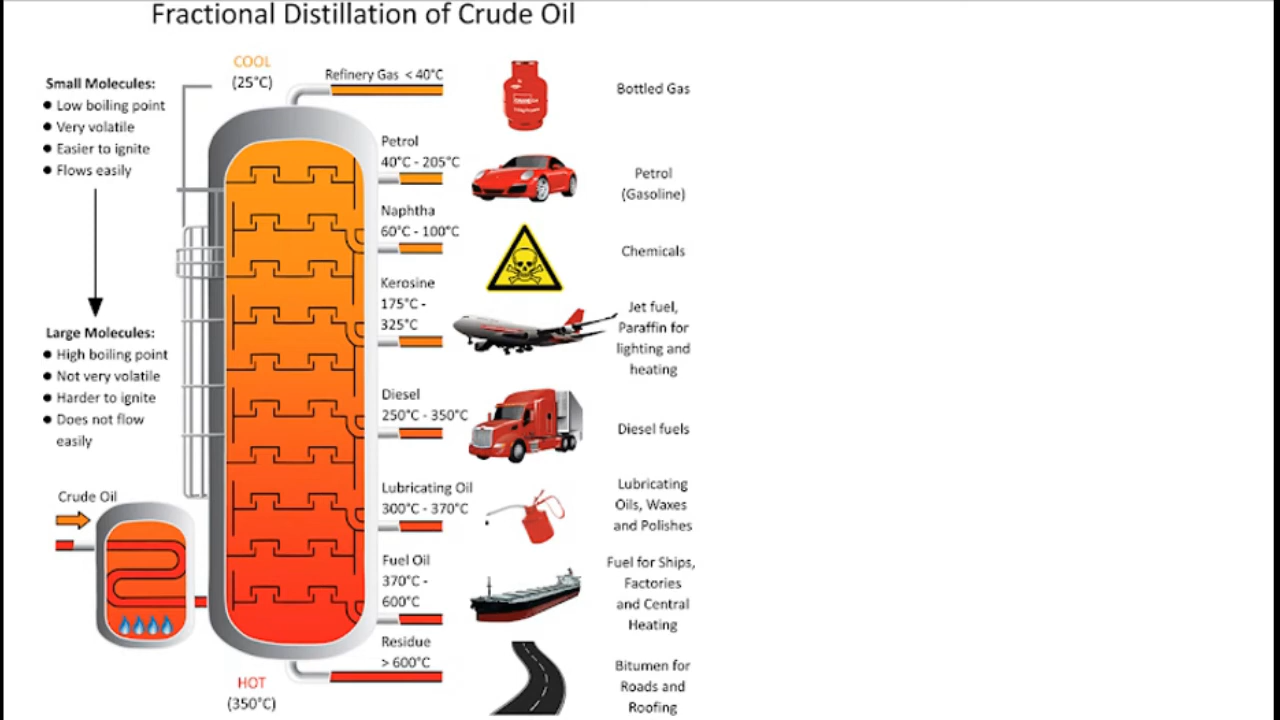 Fractional Distillation of Crude Oil
COOL
(25°C)
Small Molecules:
● Low boiling point
● Very volatile
● Easier to ignite
● Flows easily
Large Molecules:
● High boiling point
● Not very volatile
● Harder to ignite
● Does not flow
easily
Crude Oil
HOT
(350°C)
Refinery Gas < 40°C
Bottled Gas
Petrol
40°C - 205°C
Petrol
(Gasoline)
Naphtha
60°C - 100°C
Chemicals
Kerosine
175°C -
325°C
Jet fuel,
Paraffin for
lighting and
heating
Diesel
250°C - 350°C
Diesel fuels
Lubricating Oil
300°C - 370°C
Lubricating
Oils, Waxes
and Polishes
Fuel Oil
370°C -
600°C
Fuel for Ships,
Factories
and Central
Heating
Residue
> 600°C
Bitumen for
Roads and
Roofing